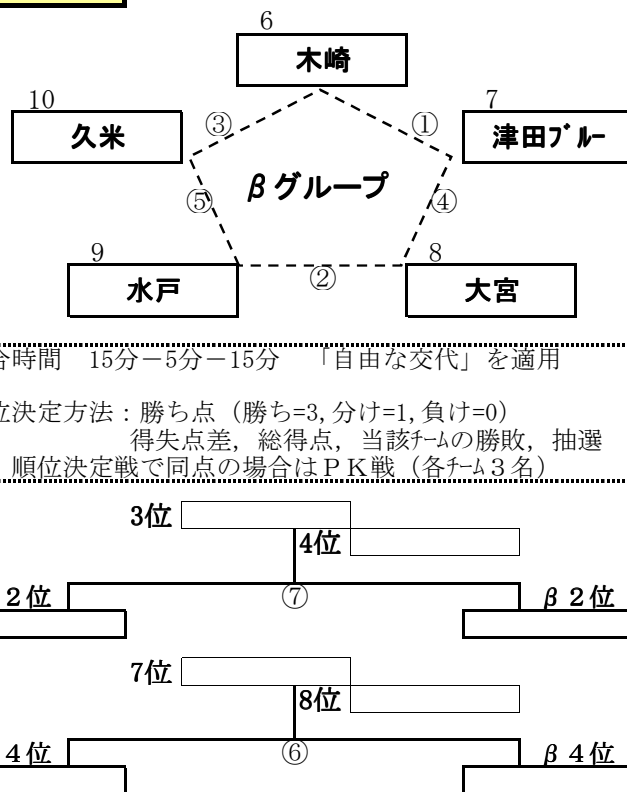 6
木崎
10
久米
7
津田ﾌﾞﾙｰ
③
①
βグループ
⑤
④
9
水戸
②
8
大宮
合時間　15分－5分－15分　「自由な交代」を適用
位決定方法：勝ち点（勝ち=3,分け=1,負け=0）
得失点差，総得点，当該ﾁｰﾑの勝敗，抽選
順位決定戦で同点の場合はＰＫ戦（各ﾁｰﾑ３名）
3位
4位
２位
⑦
β２位
7位
8位
４位
⑥
β４位